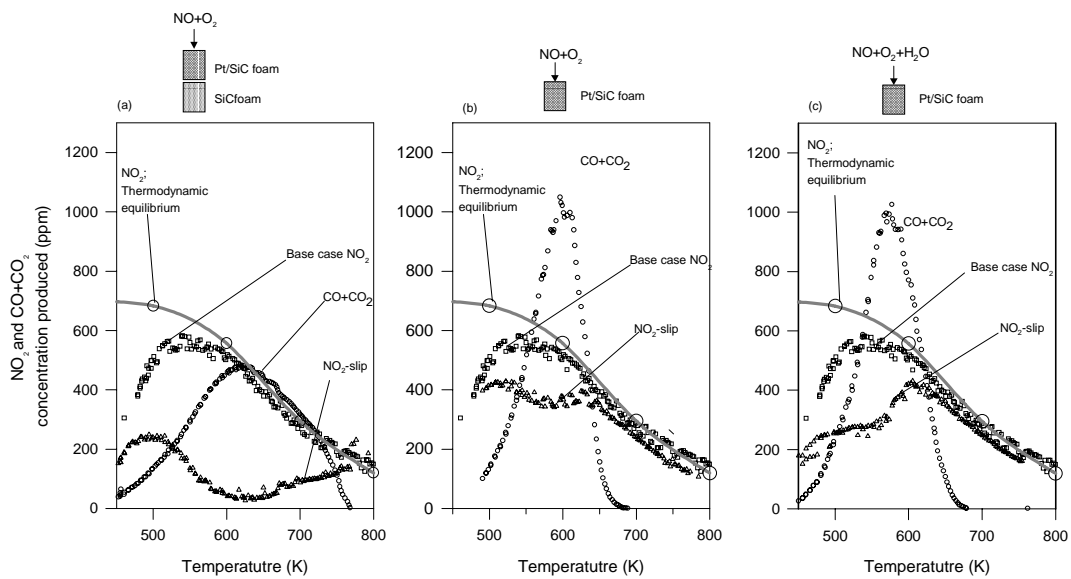 NO+O₂
Pt/SiC foam
SiCfoam
(a)
NO₂;
Thermodynamic
equilibrium
Base case NO₂
CO+CO₂
NO₂-slip
NO₂ and CO+CO₂
concentration produced (ppm)
1200
1000
800
600
400
200
0
500 600 700 800
Temperatutre (K)
NO+O₂
Pt/SiC foam
(b)
CO+CO₂
NO₂;
Thermodynamic
equilibrium
Base case NO₂
NO₂-slip
1200
1000
800
600
400
200
0
500 600 700 800
Temperatutre (K)
NO+O₂+H₂O
Pt/SiC foam
(c)
NO₂;
Thermodynamic
equilibrium
CO+CO₂
Base case NO₂
NO₂-slip
1200
1000
800
600
400
200
0
500 600 700 800
Temperatutre (K)